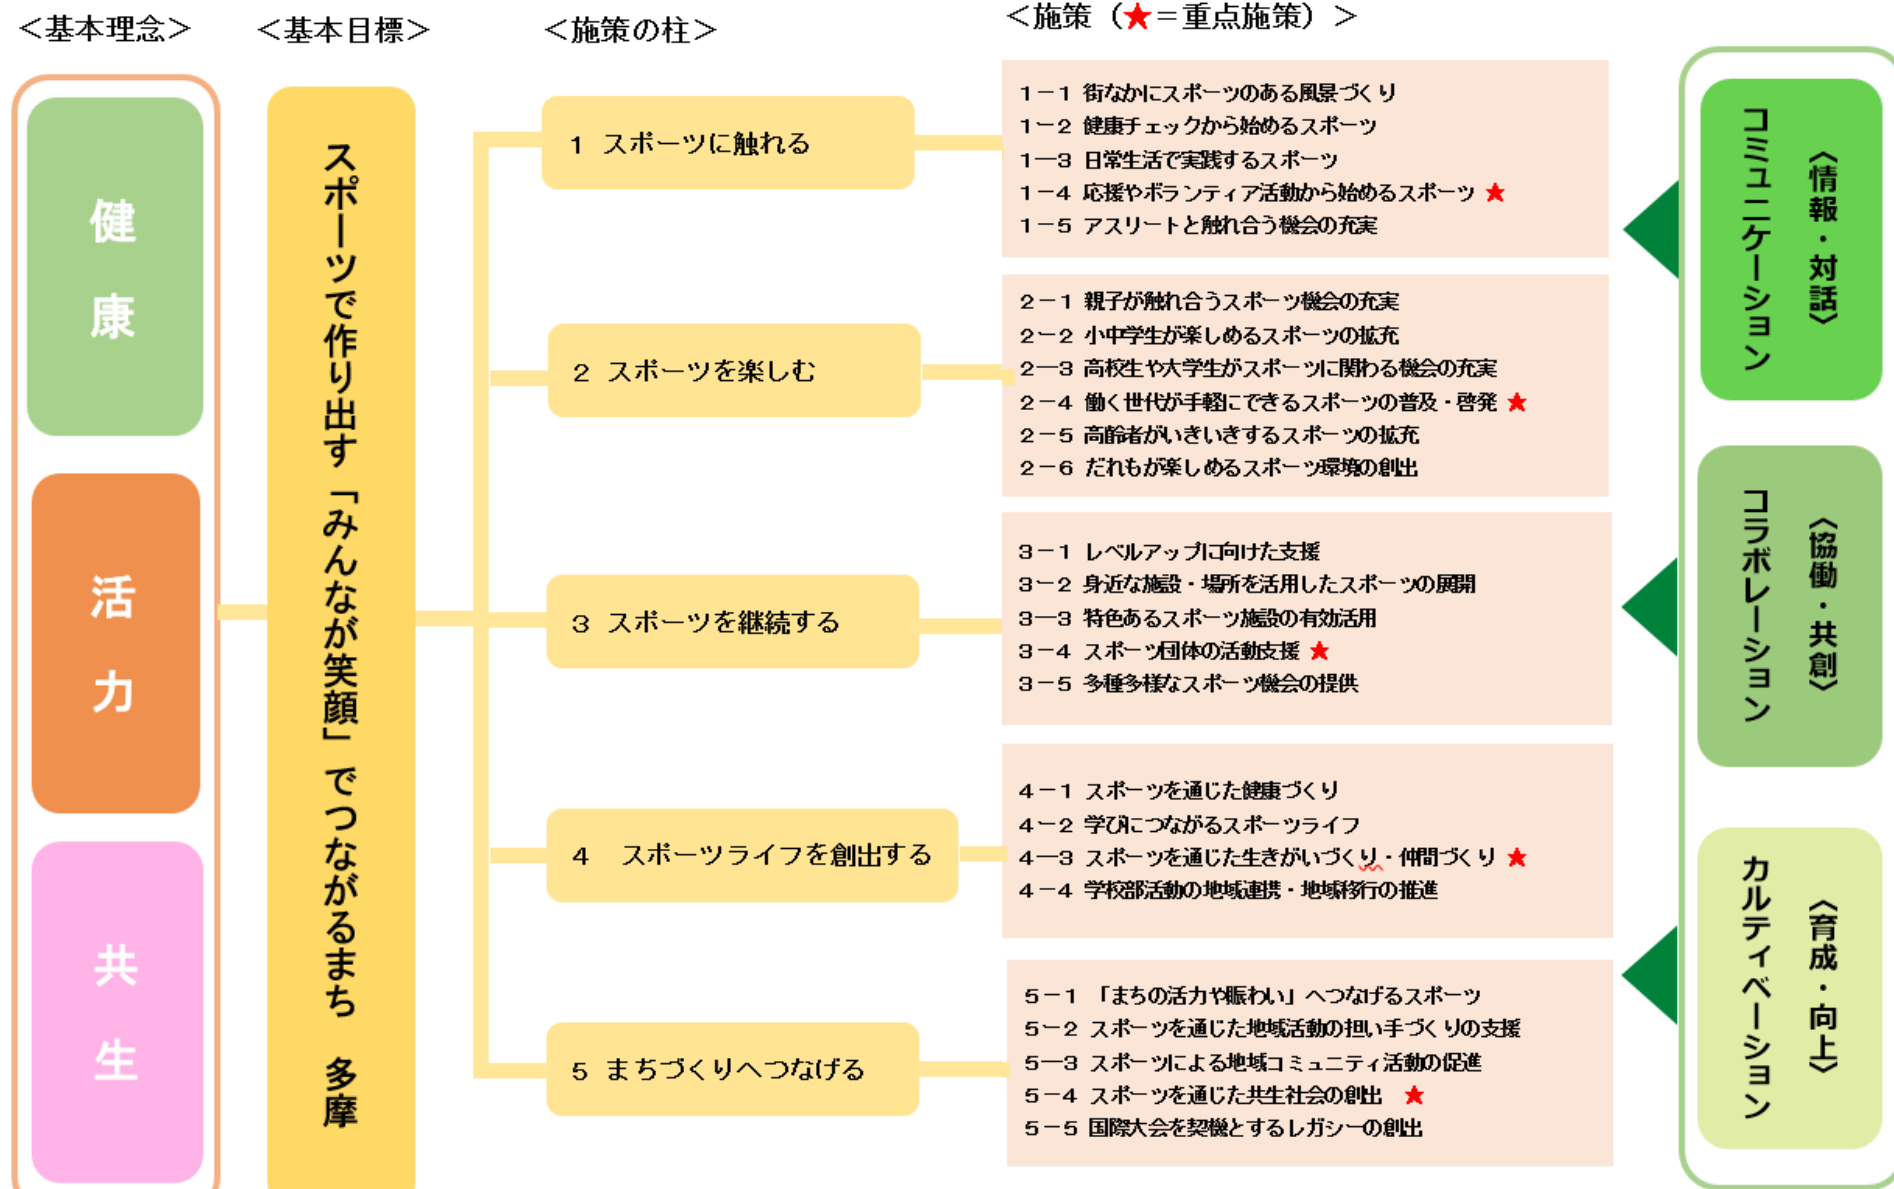 ＜基本理念＞
＜基本目標＞
＜施策の柱＞
＜施策（★＝重点施策）＞
健康
活力
共生
スポーツで作り出す「みんなが笑顔」でつながるまち　多摩
1 スポーツに触れる
2 スポーツを楽しむ
3 スポーツを継続する
4 スポーツライフを創出する
5 まちづくりへつなげる
1－1 街なかにスポーツのある風景づくり
1－2 健康チェックから始めるスポーツ
1－3 日常生活で実践するスポーツ
1－4 応援やボランティア活動から始めるスポーツ ★
1－5 アスリートと触れ合う機会の充実
2－1 親子が触れ合うスポーツ機会の充実
2－2 小中学生が楽しめるスポーツの拡充
2－3 高校生や大学生がスポーツに関わる機会の充実
2－4 働く世代が手軽にできるスポーツの普及・啓発 ★
2－5 高齢者がいきいきするスポーツの拡充
2－6 だれもが楽しめるスポーツ環境の創出
3－1 レベルアップに向けた支援
3－2 身近な施設・場所を活用したスポーツの展開
3－3 特色あるスポーツ施設の有効活用
3－4 スポーツ団体の活動支援 ★
3－5 多種多様なスポーツ機会の提供
4－1 スポーツを通じた健康づくり
4－2 学びにつながるスポーツライフ
4－3 スポーツを通じた生きがいづくり・仲間づくり ★
4－4 学校部活動の地域連携・地域移行の推進
5－1 「まちの活力や賑わい」へつなげるスポーツ
5－2 スポーツを通じた地域活動の担い手づくりの支援
5－3 スポーツによる地域コミュニティ活動の促進
5－4 スポーツを通じた共生社会の創出 ★
5－5 国際大会を契機とするレガシーの創出
〈情報・対話〉
コミュニケーション
〈協働・共創〉
コラボレーション
〈育成・向上〉
カルティベーション